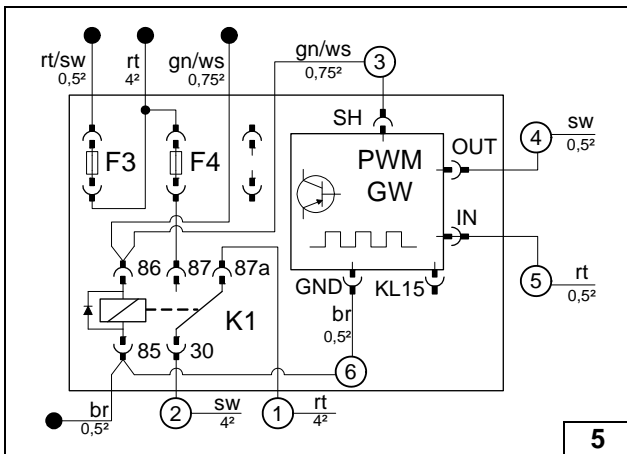 rt/sw
0,5²
rt
4²
gn/ws
0,75²
gn/ws
0,75²
3
SH
OUT
4
sw
0,5²
F3
F4
PWM
GW
IN
5
rt
0,5²
86
87
87a
GND
KL15
K1
br
0,5²
85
30
6
br
0,5²
2
sw
4²
1
rt
4²
5